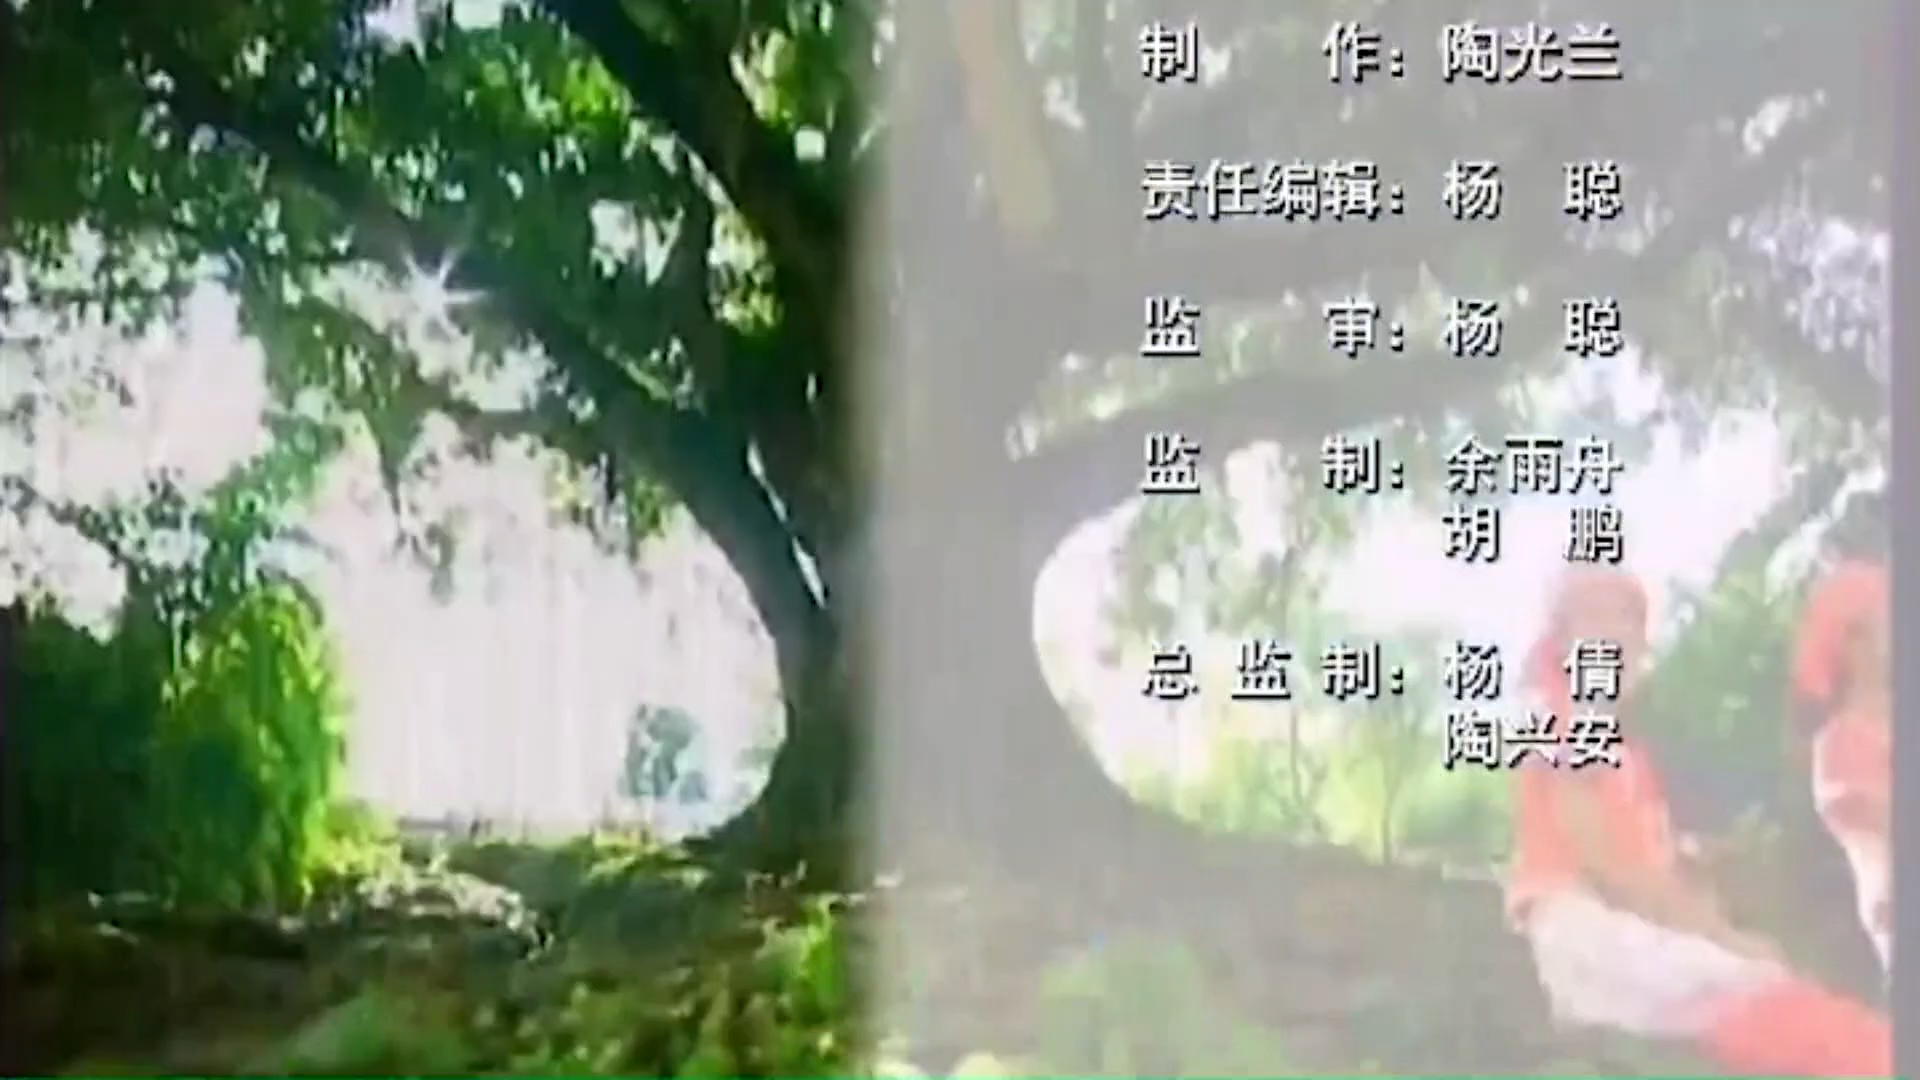 制 作：陶光兰
责任编辑：杨 聪
监 审：杨 聪
监 制：余雨舟
胡 鹏
总 监 制：杨 倩
陶兴安